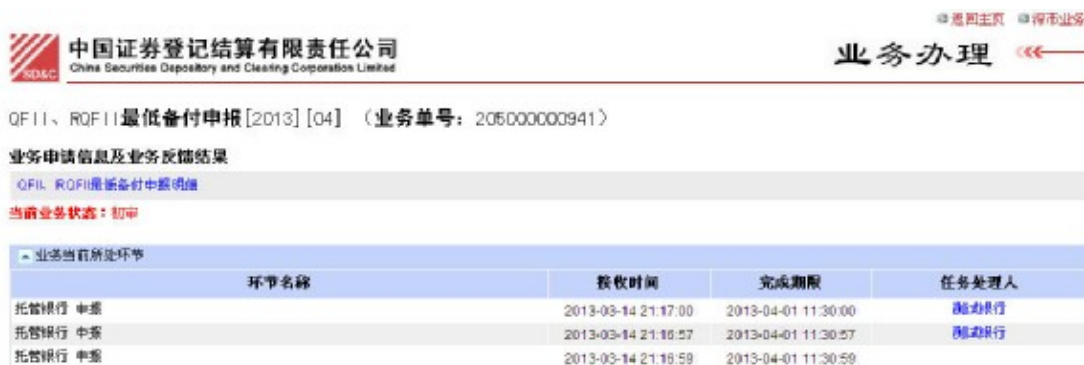 返回主页 深市业务
中国证券登记结算有限责任公司
China Securities Depository and Clearing Corporation Limited
SD&C
业务办理
QFII、RQFII最低备付申报[2013][04] （业务单号：205000000941）
业务申请信息及业务反馈结果
QFII、RQFII最低备付申报明细
当前业务状态：初审
业务当前所处环节
环节名称 接收时间 完成期限 任务处理人
托管银行 申报 2013-03-14 21:17:00 2013-04-01 11:30:00 测试银行
托管银行 申报 2013-03-14 21:16:57 2013-04-01 11:30:57 测试银行
托管银行 申报 2013-03-14 21:16:59 2013-04-01 11:30:59